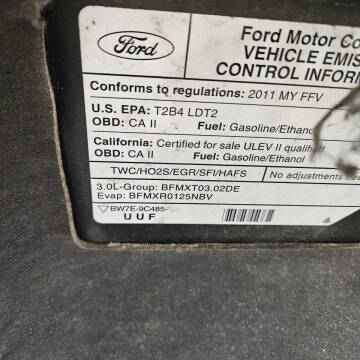 Ford
Ford Motor Co
VEHICLE EMIS
CONTROL INFOR
Conforms to regulations: 2011 MY FFV
U.S. EPA: T2B4 LDT2
OBD: CA II Fuel: Gasoline/Ethanol
California: Certified for sale ULEV II qualified
OBD: CA II Fuel: Gasoline/Ethanol
TWC/HO2S/EGR/SFI/HAFS No adjustments
3.0L-Group: BFMXT03.02DE
Evap: BFMXR0125NBV
BW7E-9C485-
UUF